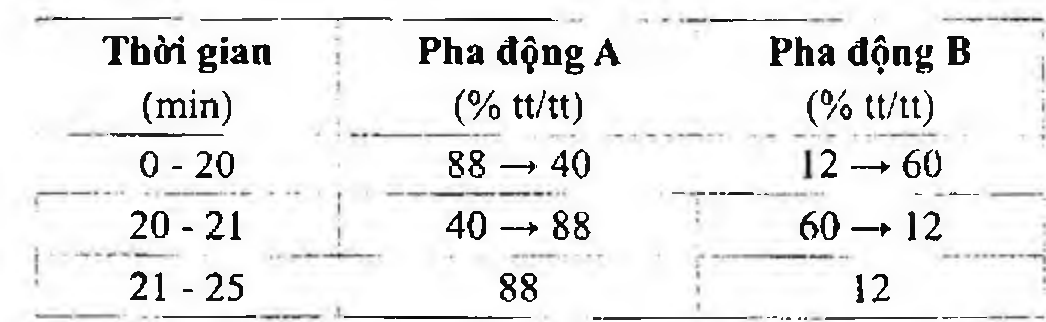 Thời gian Pha động A Pha động B
(min) (% tt/tt) (% tt/tt)
0 - 20 88 → 40 12 → 60
20 - 21 40 → 88 60 → 12
21 - 25 88 12